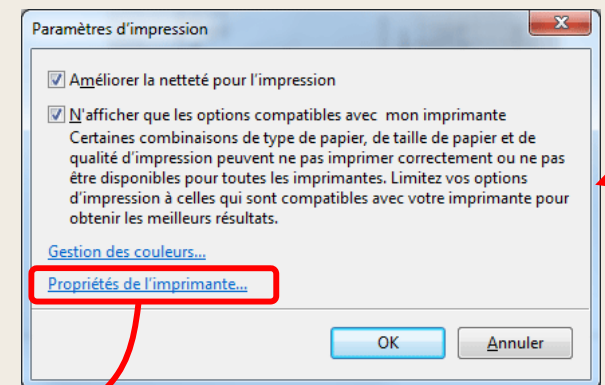 Paramètres d'impression
Améliorer la netteté pour l'impression
N'afficher que les options compatibles avec mon imprimante
Certaines combinaisons de type de papier, de taille de papier et de
qualité d'impression peuvent ne pas imprimer correctement ou ne pas
être disponibles pour toutes les imprimantes. Limitez vos options
d'impression à celles qui sont compatibles avec votre imprimante pour
obtenir les meilleurs résultats.
Gestion des couleurs...
Propriétés de l'imprimante...
OK Annuler